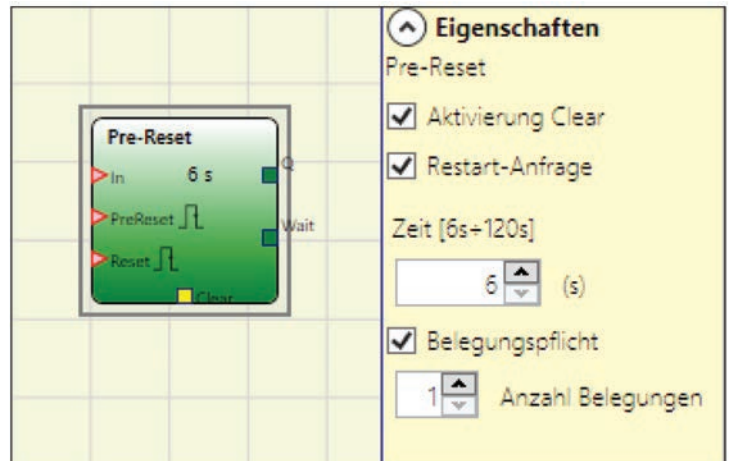 Pre-Reset
In 6 s Q
PreReset
Wait
Reset
Clear
Eigenschaften
Pre-Reset
Aktivierung Clear
Restart-Anfrage
Zeit [6s÷120s]
6 (s)
Belegungspflicht
1 Anzahl Belegungen